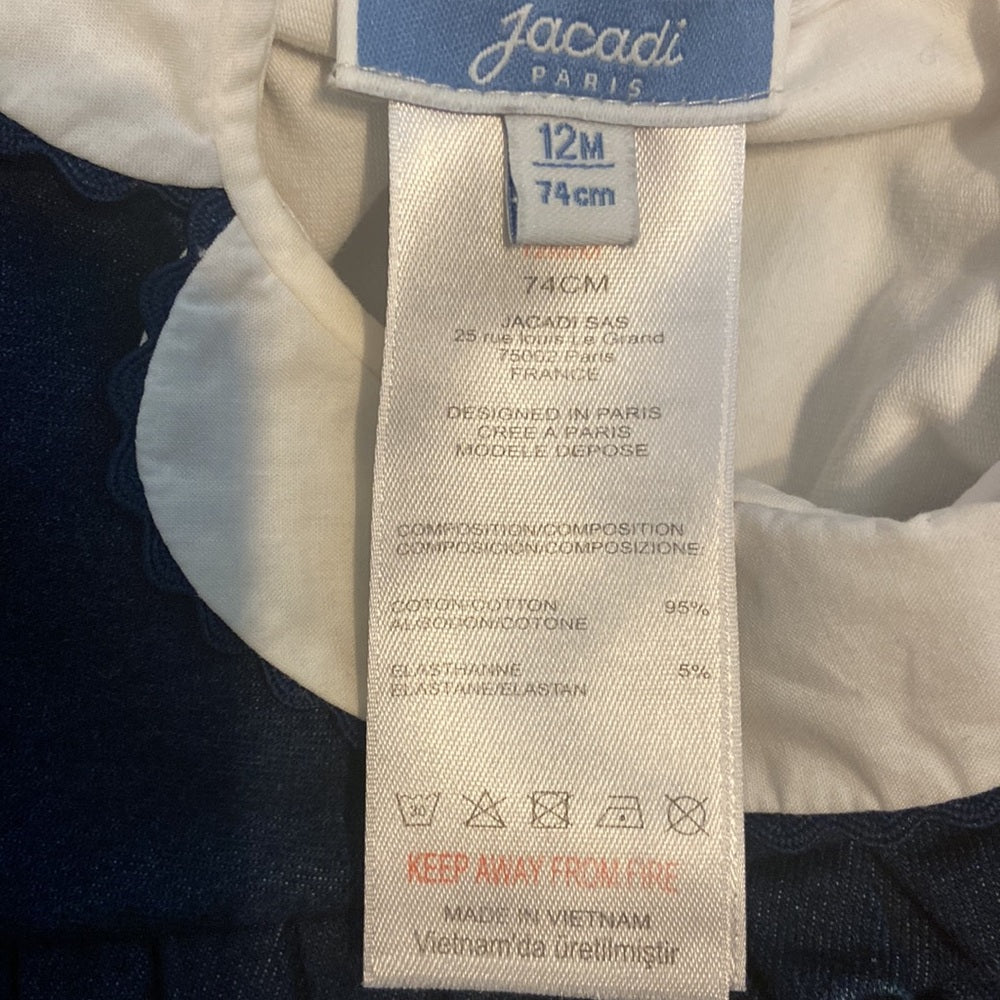 Jacadi
PARIS
12M
74cm
74CM
JACADI SAS
25 rue louis Le Grand
75002 Paris
FRANCE
DESIGNED IN PARIS
CREE A PARIS
MODELE DEPOSE
COMPOSITION/COMPOSITION
COMPOSICION/COMPOSIZIONE:
COTON/COTTON 95%
ALGODON/COTONE
ELASTHANNE 5%
ELASTANE/ELASTAN
30
KEEP AWAY FROM FIRE
MADE IN VIETNAM
Vietnam'da üretilmiştir